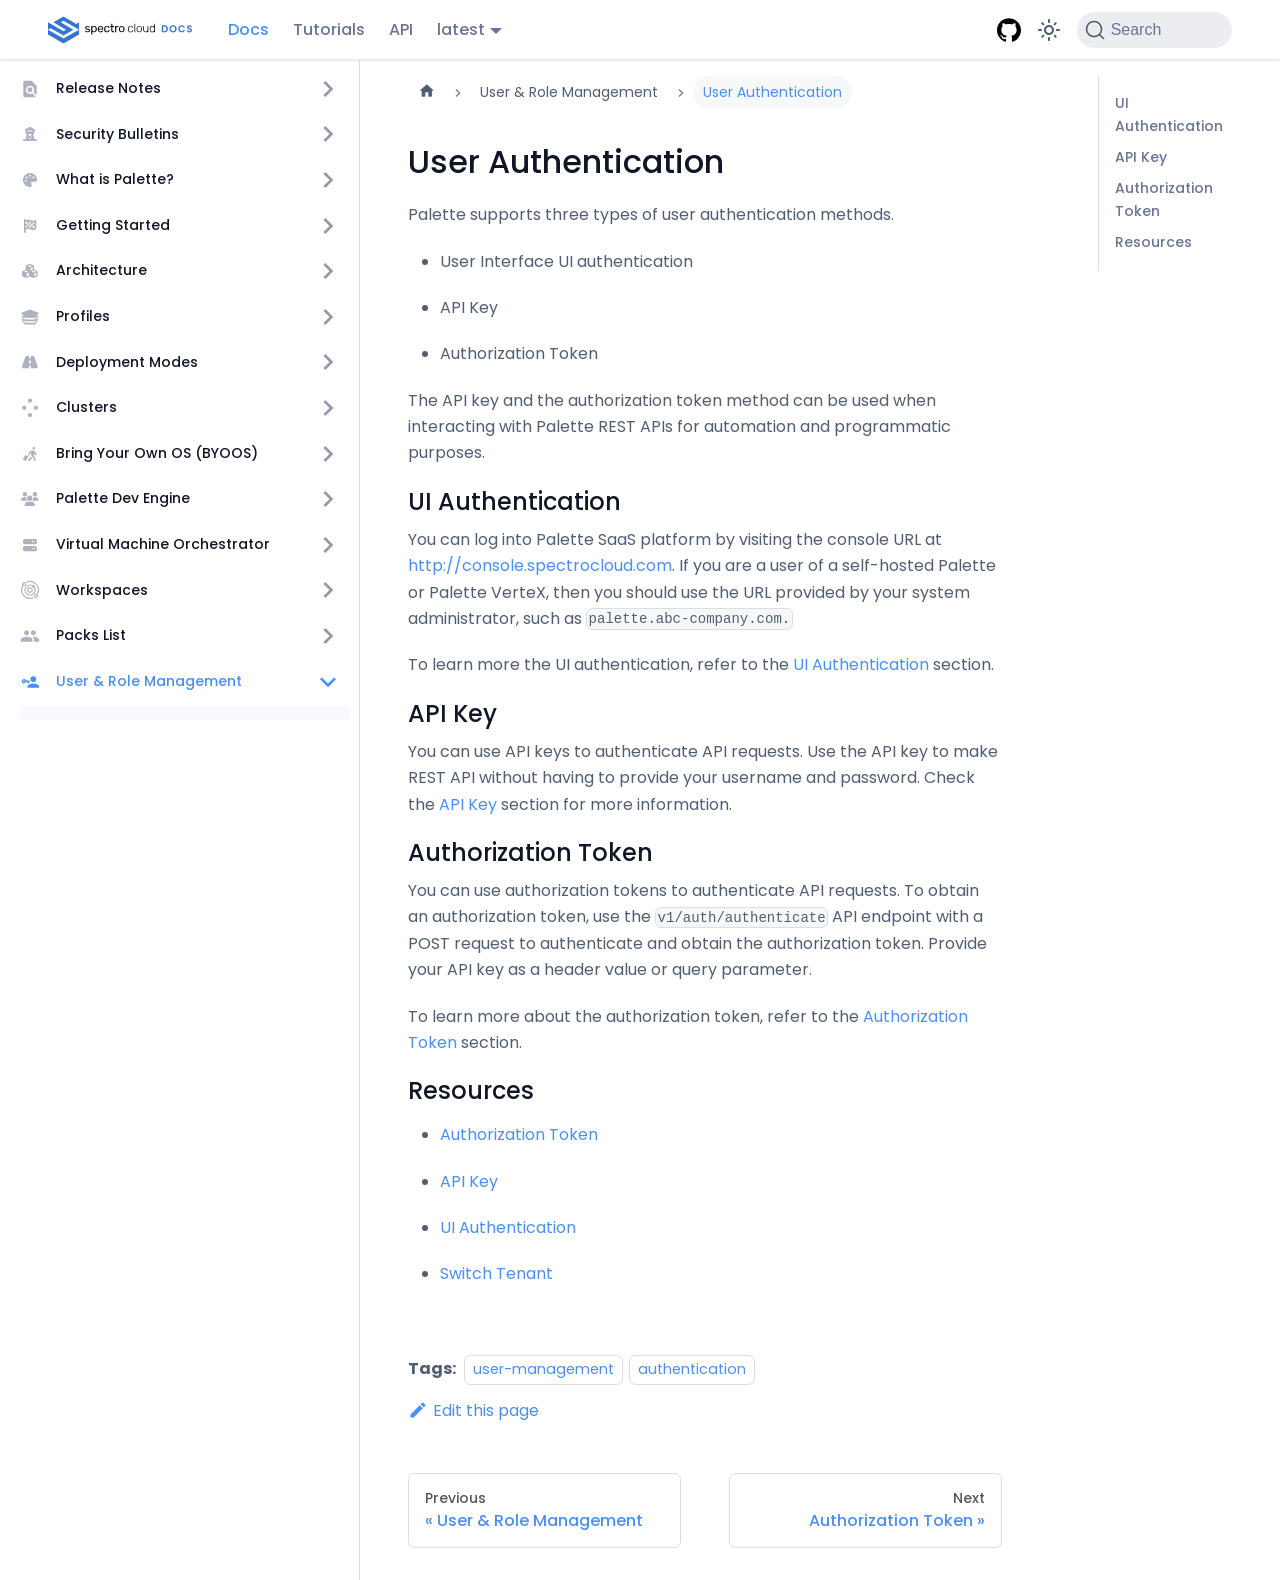 spectro cloud DOCS
Docs
Tutorials
API
latest
Search
Release Notes
Security Bulletins
What is Palette?
Getting Started
Architecture
Profiles
Deployment Modes
Clusters
Bring Your Own OS (BYOOS)
Palette Dev Engine
Virtual Machine Orchestrator
Workspaces
Packs List
User & Role Management
User & Role Management
User Authentication
User Authentication
Palette supports three types of user authentication methods.
User Interface UI authentication
API Key
Authorization Token
The API key and the authorization token method can be used when
interacting with Palette REST APIs for automation and programmatic
purposes.
UI Authentication
You can log into Palette SaaS platform by visiting the console URL at
http://console.spectrocloud.com. If you are a user of a self-hosted Palette
or Palette VerteX, then you should use the URL provided by your system
administrator, such as palette.abc-company.com.
To learn more the UI authentication, refer to the UI Authentication section.
API Key
You can use API keys to authenticate API requests. Use the API key to make
REST API without having to provide your username and password. Check
the API Key section for more information.
Authorization Token
You can use authorization tokens to authenticate API requests. To obtain
an authorization token, use the v1/auth/authenticate API endpoint with a
POST request to authenticate and obtain the authorization token. Provide
your API key as a header value or query parameter.
To learn more about the authorization token, refer to the Authorization
Token section.
Resources
Authorization Token
API Key
UI Authentication
Switch Tenant
Tags: user-management authentication
Edit this page
Previous
« User & Role Management
Next
Authorization Token »
UI
Authentication
API Key
Authorization
Token
Resources